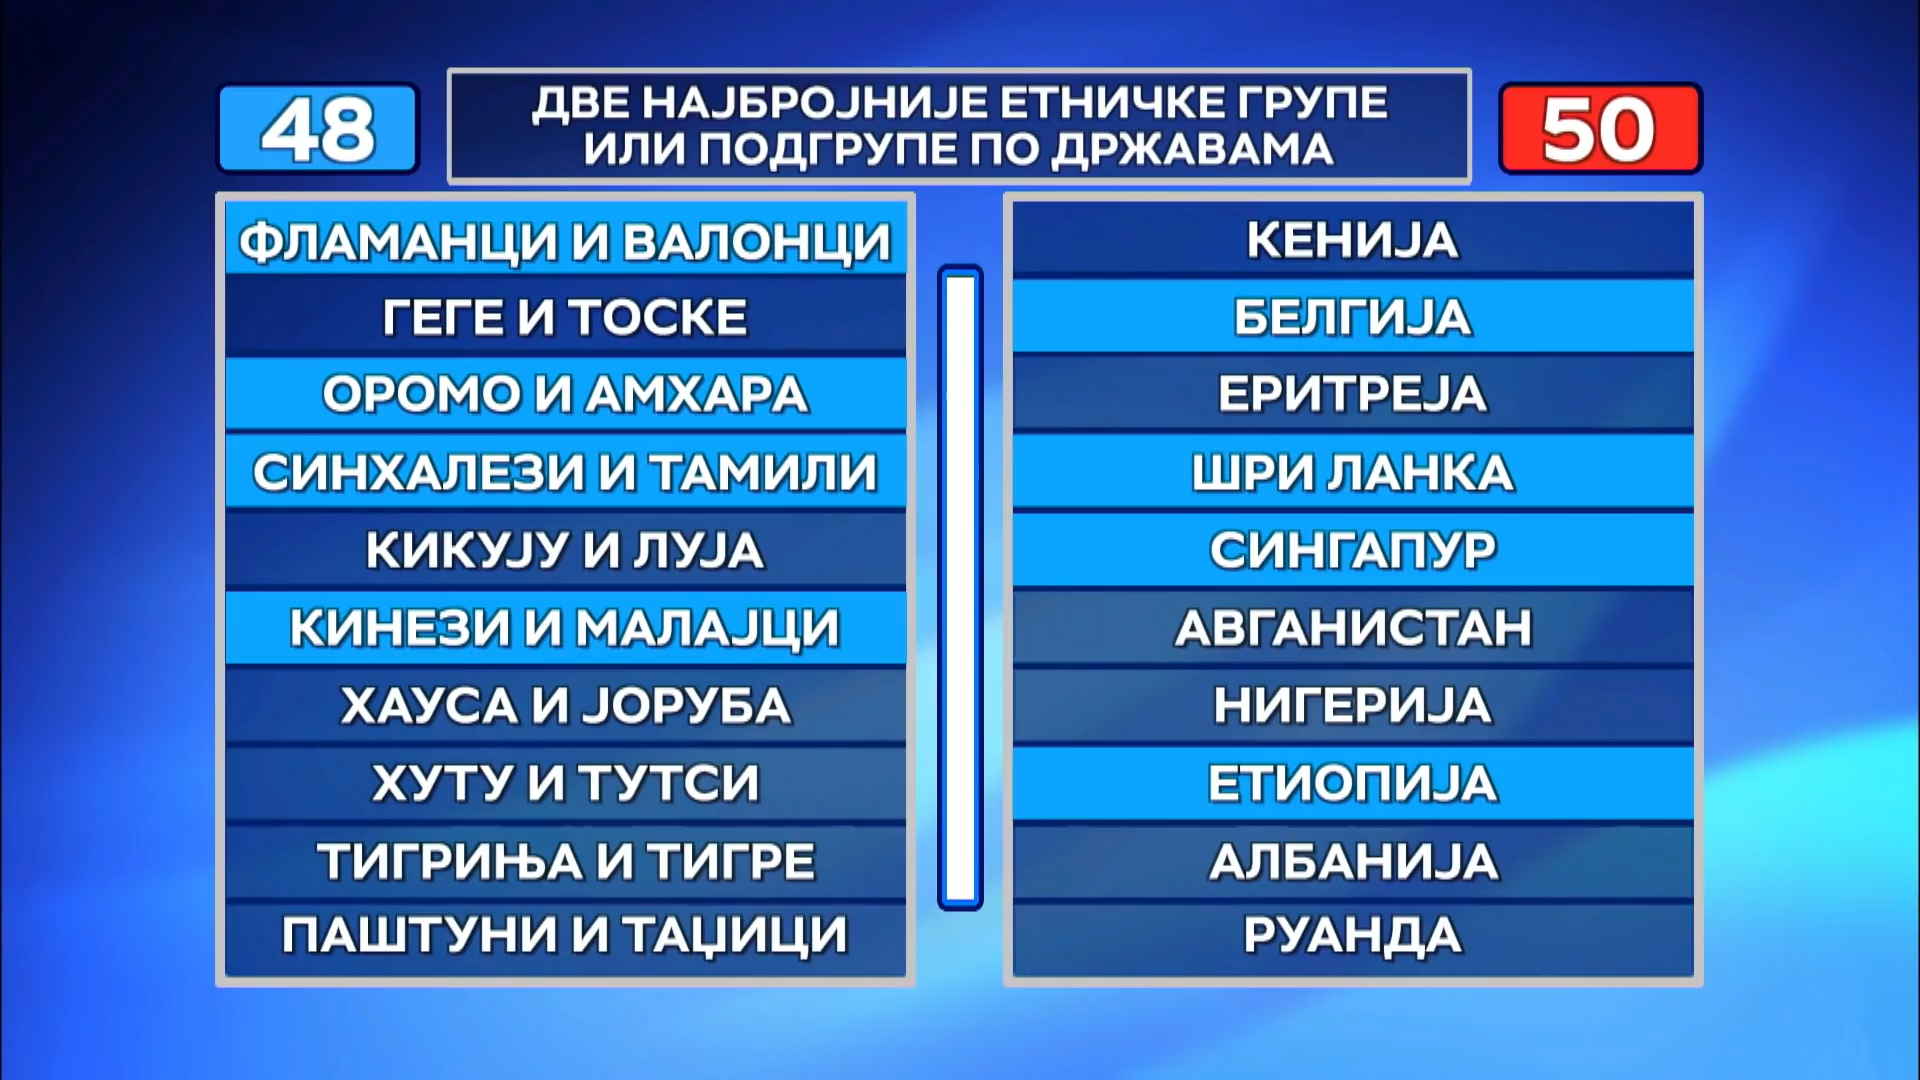 48
ДВЕ НАЈБРОЈНИЈЕ ЕТНИЧКЕ ГРУПЕ
ИЛИ ПОДГРУПЕ ПО ДРЖАВАМА
50
ФЛАМАНЦИ И ВАЛОНЦИ
ГЕГЕ И ТОСКЕ
ОРОМО И АМХАРА
СИНХАЛЕЗИ И ТАМИЛИ
КИКУЈУ И ЛУЈА
КИНЕЗИ И МАЛАЈЦИ
ХАУСА И ЈОРУБА
ХУТУ И ТУТСИ
ТИГРИЊА И ТИГРЕ
ПАШТУНИ И ТАЏИЦИ
КЕНИЈА
БЕЛГИЈА
ЕРИТРЕЈА
ШРИ ЛАНКА
СИНГАПУР
АВГАНИСТАН
НИГЕРИЈА
ЕТИОПИЈА
АЛБАНИЈА
РУАНДА